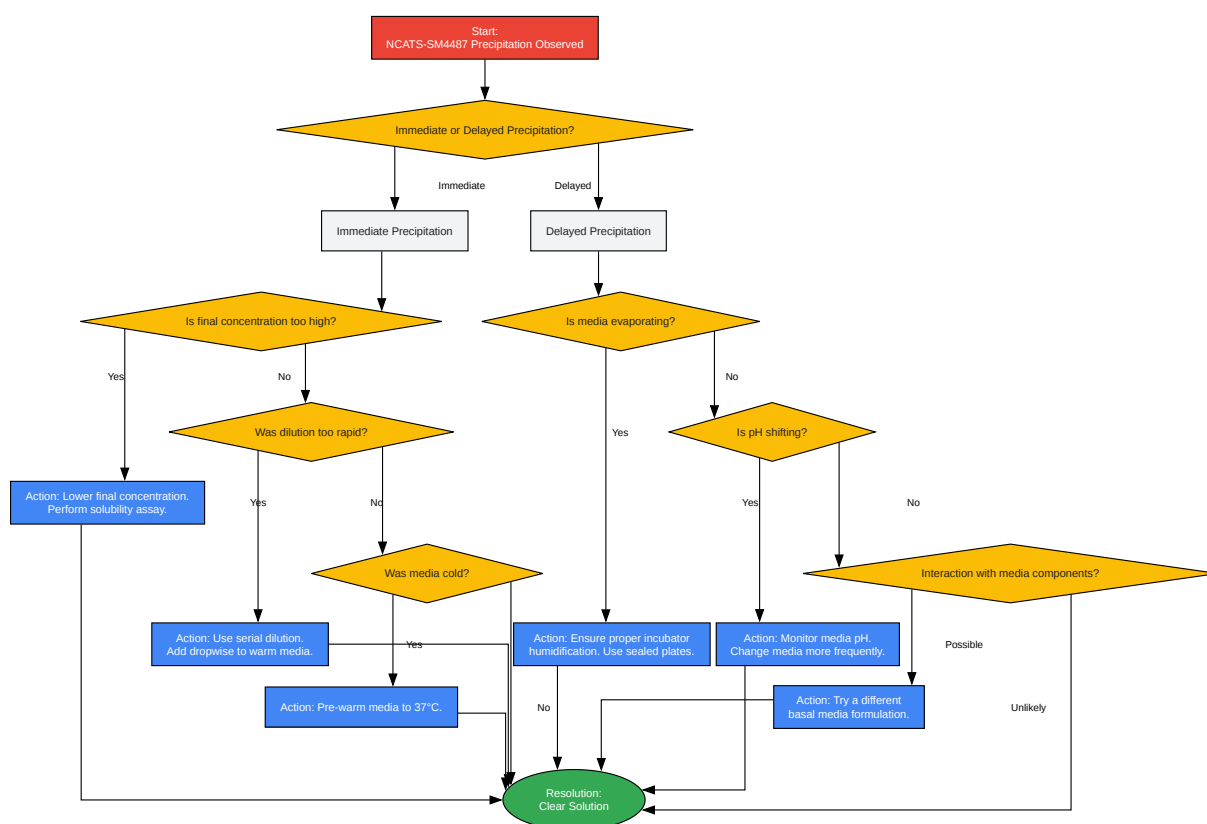 Start:
NCATS-SM4487 Precipitation Observed
Immediate or Delayed Precipitation?
Immediate
Delayed
Immediate Precipitation
Delayed Precipitation
Is final concentration too high?
Is media evaporating?
Yes
No
No
Was dilution too rapid?
Yes
Is pH shifting?
Action: Lower final concentration.
Perform solubility assay.
Yes
No
Yes
No
Was media cold?
Interaction with media components?
Action: Use serial dilution.
Add dropwise to warm media.
Yes
Action: Ensure proper incubator
humidification. Use sealed plates.
Action: Monitor media pH.
Change media more frequently.
Possible
Action: Pre-warm media to 37°C.
No
Action: Try a different
basal media formulation.
Unlikely
Resolution:
Clear Solution